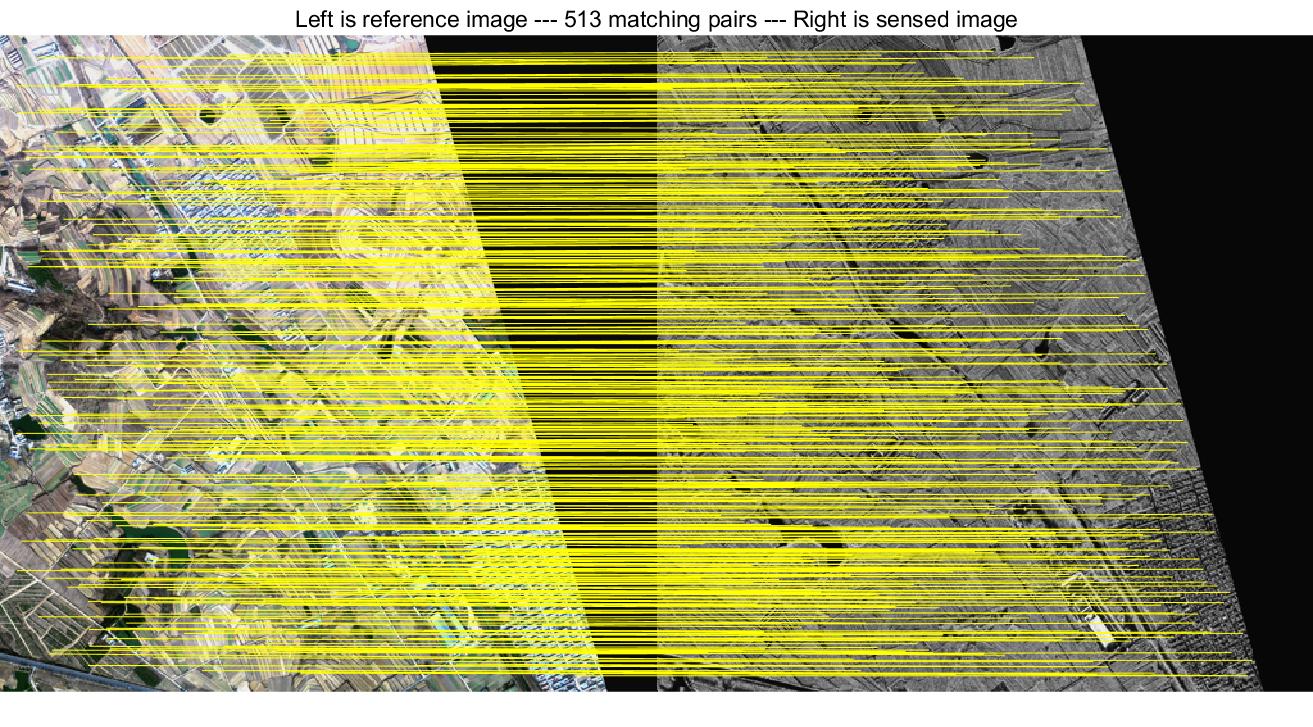 Left is reference image --- 513 matching pairs --- Right is sensed image